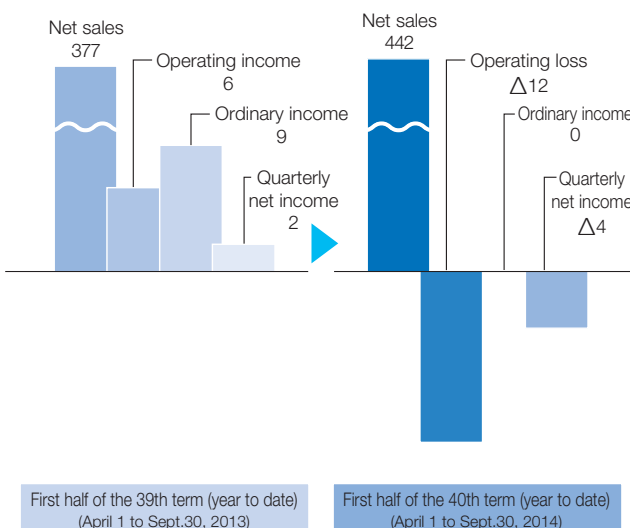 Net sales
377
Operating income
6
Ordinary income
9
Quarterly
net income
2
Net sales
442
Operating loss
△12
Ordinary income
0
Quarterly
net income
△4
First half of the 39th term (year to date)
(April 1 to Sept.30, 2013)
First half of the 40th term (year to date)
(April 1 to Sept.30, 2014)